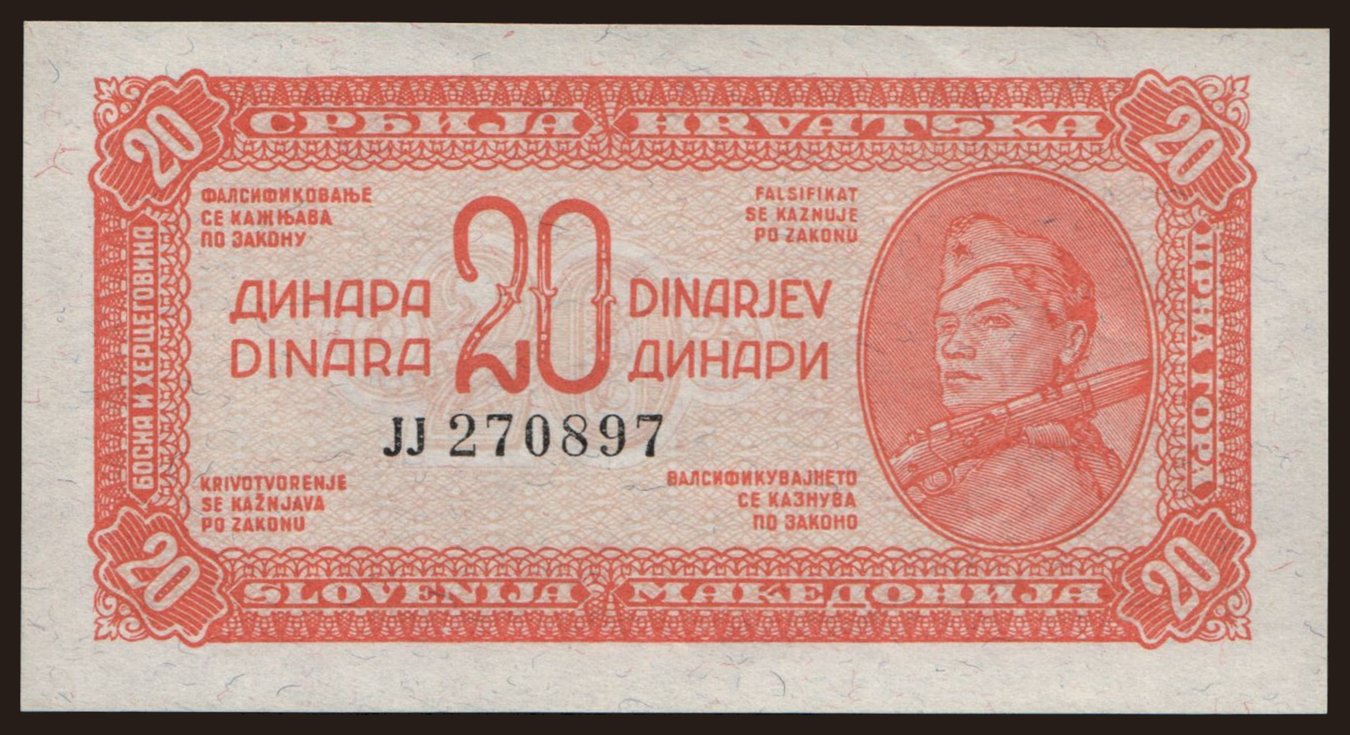 20
СРБИЈА HRVATSKA
20
ФАЛСИФИКОВАЊЕ
СЕ КАЖЊАВА
ПО ЗАКОНУ
FALSIFIKAT
SE KAZNUJE
PO ZAKONU
БОСНА И ХЕРЦЕГОВИНА
ДИНАРА
DINARA
20
DINARJEV
ДИНАРИ
ЦРНА ГОРА
JJ 270897
KRIVOTVORENJE
SE KAŽNJAVA
PO ZAKONU
ВАЛСИФИКУВАЈНЕТО
СЕ КАЗНУВА
ПО ЗАКОНО
20
SLOVENIJA МАКЕДОНИЈА
20